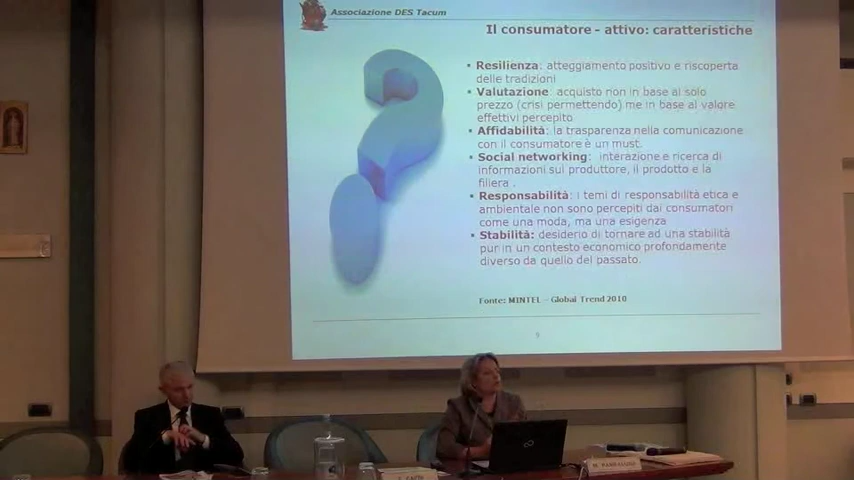 Associazione DES Tacum
Il consumatore - attivo: caratteristiche
• Resilienza: atteggiamento positivo e riscoperta
delle tradizioni
• Valutazione: acquisto non in base al solo
prezzo (crisi permettendo) me in base al valore
effettivi percepito
• Affidabilità: la trasparenza nella comunicazione
con il consumatore è un must.
• Social networking: interazione e ricerca di
informazioni sul produttore, il prodotto e la
filiera .
• Responsabilità: i temi di responsabilità etica e
ambientale non sono percepiti dai consumatori
come una moda, ma una esigenza
• Stabilità: desiderio di tornare ad una stabilità
pur in un contesto economico profondamente
diverso da quello del passato.
Fonte: MINTEL - Global Trend 2010